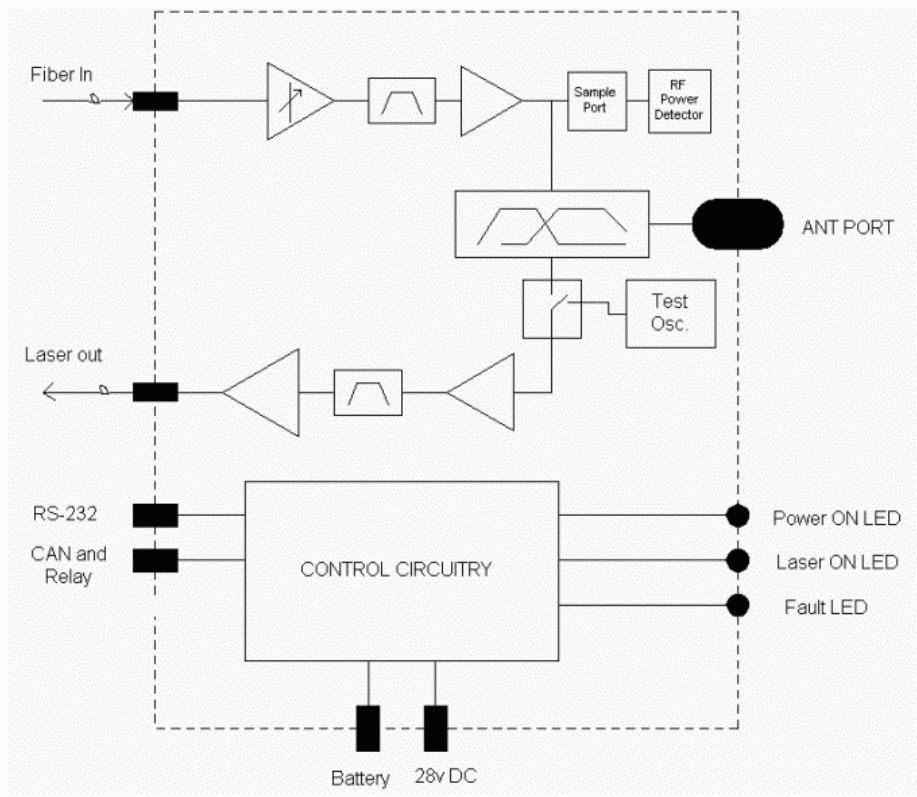 Fiber In
Sample
Port
RF
Power
Detector
ANT PORT
Test
Osc.
Laser out
RS-232
CAN and
Relay
CONTROL CIRCUITRY
Power ON LED
Laser ON LED
Fault LED
Battery
28v DC